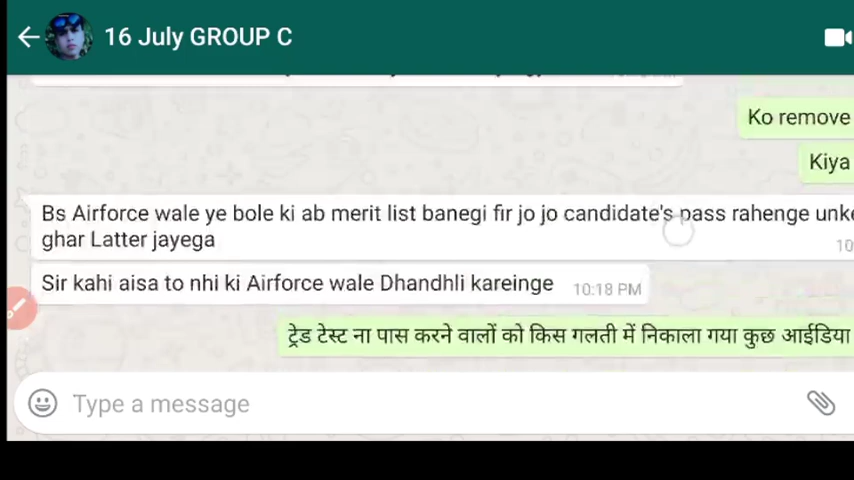 16 July GROUP C
Ko remove
Kiya
Bs Airforce wale ye bole ki ab merit list banegi fir jo jo candidate's pass rahenge unke
ghar Latter jayega
10
Sir kahi aisa to nhi ki Airforce wale Dhandhli kareinge 10:18 PM
ट्रेड टेस्ट ना पास करने वालों को किस गलती में निकाला गया कुछ आईडिया
Type a message